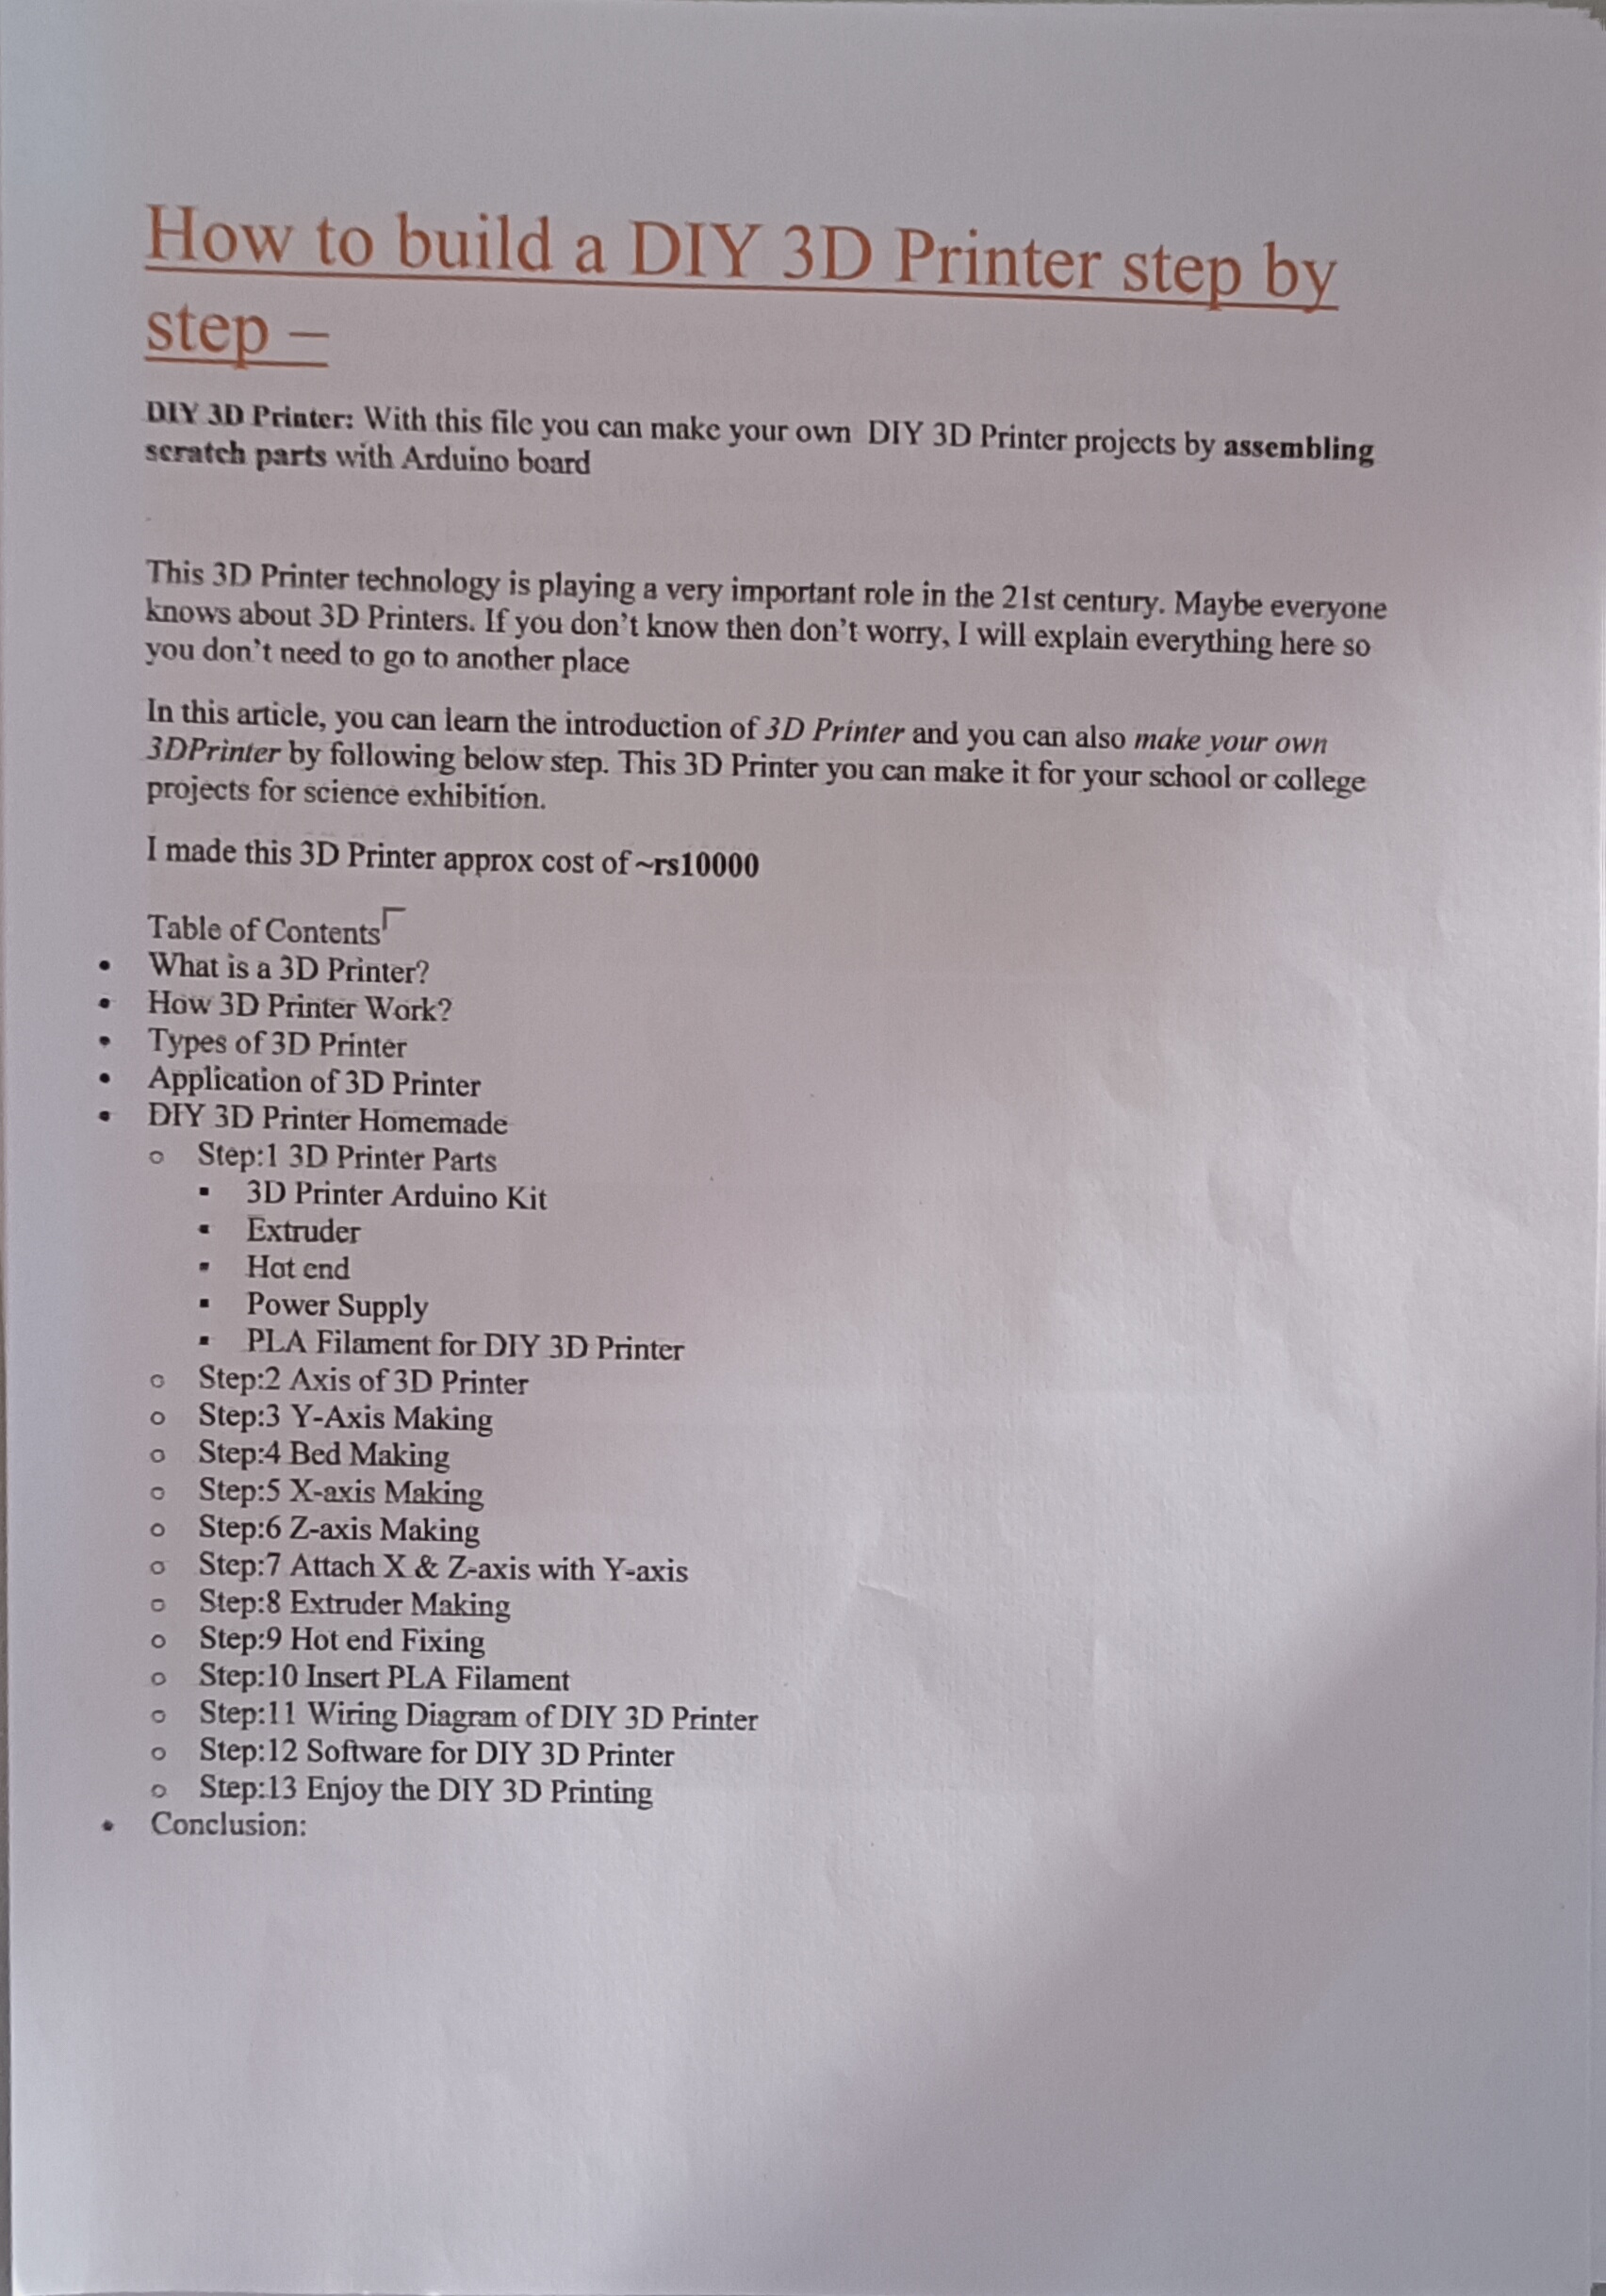 How to build a DIY 3D Printer step by
step –
DIY 3D Printer: With this file you can make your own DIY 3D Printer projects by assembling
scratch parts with Arduino board
This 3D Printer technology is playing a very important role in the 21st century. Maybe everyone
knows about 3D Printers. If you don’t know then don’t worry, I will explain everything here so
you don’t need to go to another place
In this article, you can learn the introduction of 3D Printer and you can also make your own
3DPrinter by following below step. This 3D Printer you can make it for your school or college
projects for science exhibition.
I made this 3D Printer approx cost of ~rs10000
Table of Contents
• What is a 3D Printer?
• How 3D Printer Work?
• Types of 3D Printer
• Application of 3D Printer
• DIY 3D Printer Homemade
o Step:1 3D Printer Parts
▪ 3D Printer Arduino Kit
▪ Extruder
▪ Hot end
▪ Power Supply
▪ PLA Filament for DIY 3D Printer
o Step:2 Axis of 3D Printer
o Step:3 Y-Axis Making
o Step:4 Bed Making
o Step:5 X-axis Making
o Step:6 Z-axis Making
o Step:7 Attach X & Z-axis with Y-axis
o Step:8 Extruder Making
o Step:9 Hot end Fixing
o Step:10 Insert PLA Filament
o Step:11 Wiring Diagram of DIY 3D Printer
o Step:12 Software for DIY 3D Printer
o Step:13 Enjoy the DIY 3D Printing
• Conclusion: